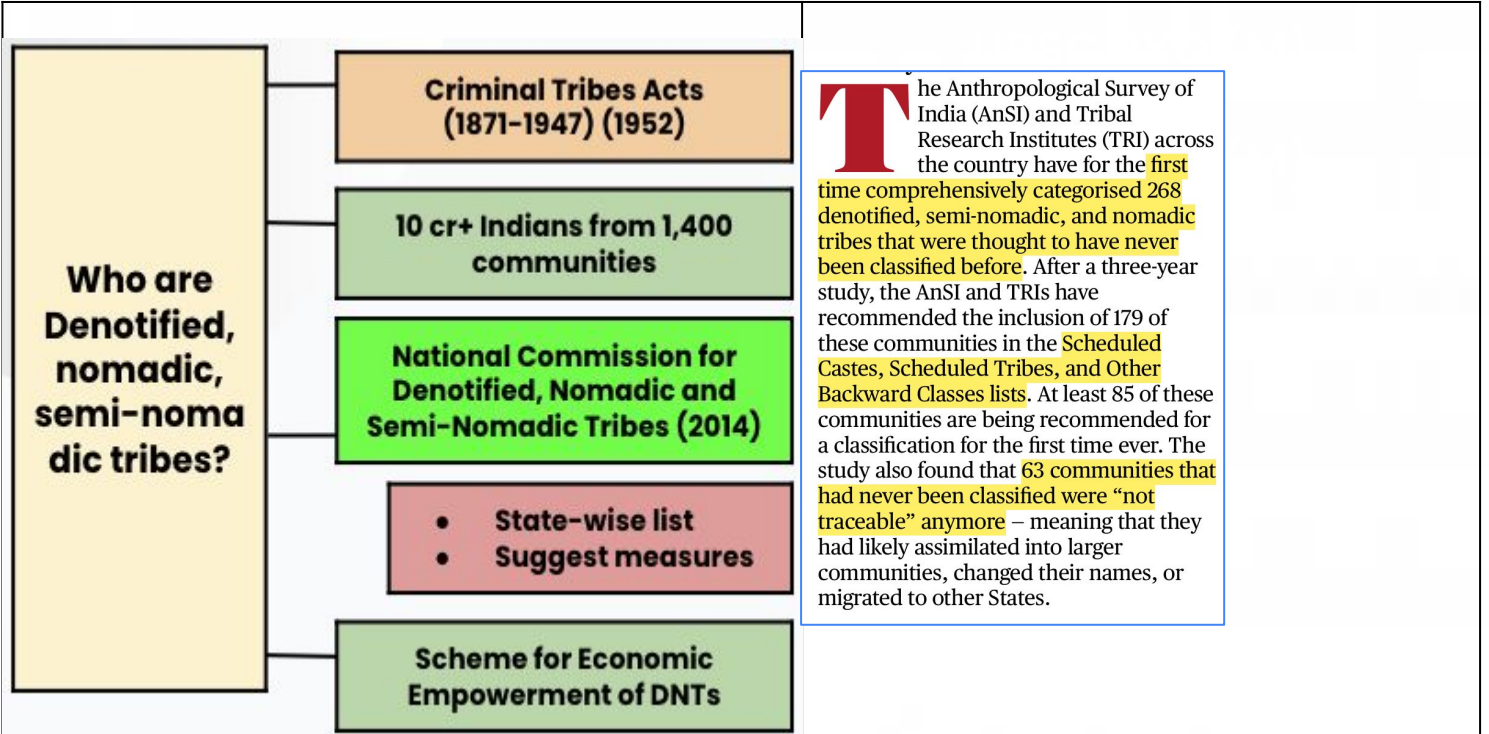 Who are
Denotified,
nomadic,
semi-noma
dic tribes?
Criminal Tribes Acts
(1871-1947) (1952)
10 cr+ Indians from 1,400
communities
National Commission for
Denotified, Nomadic and
Semi-Nomadic Tribes (2014)
● State-wise list
● Suggest measures
Scheme for Economic
Empowerment of DNTs
The Anthropological Survey of
India (AnSI) and Tribal
Research Institutes (TRI) across
the country have for the first
time comprehensively categorised 268
denotified, semi-nomadic, and nomadic
tribes that were thought to have never
been classified before. After a three-year
study, the AnSI and TRIs have
recommended the inclusion of 179 of
these communities in the Scheduled
Castes, Scheduled Tribes, and Other
Backward Classes lists. At least 85 of these
communities are being recommended for
a classification for the first time ever. The
study also found that 63 communities that
had never been classified were “not
traceable” anymore – meaning that they
had likely assimilated into larger
communities, changed their names, or
migrated to other States.